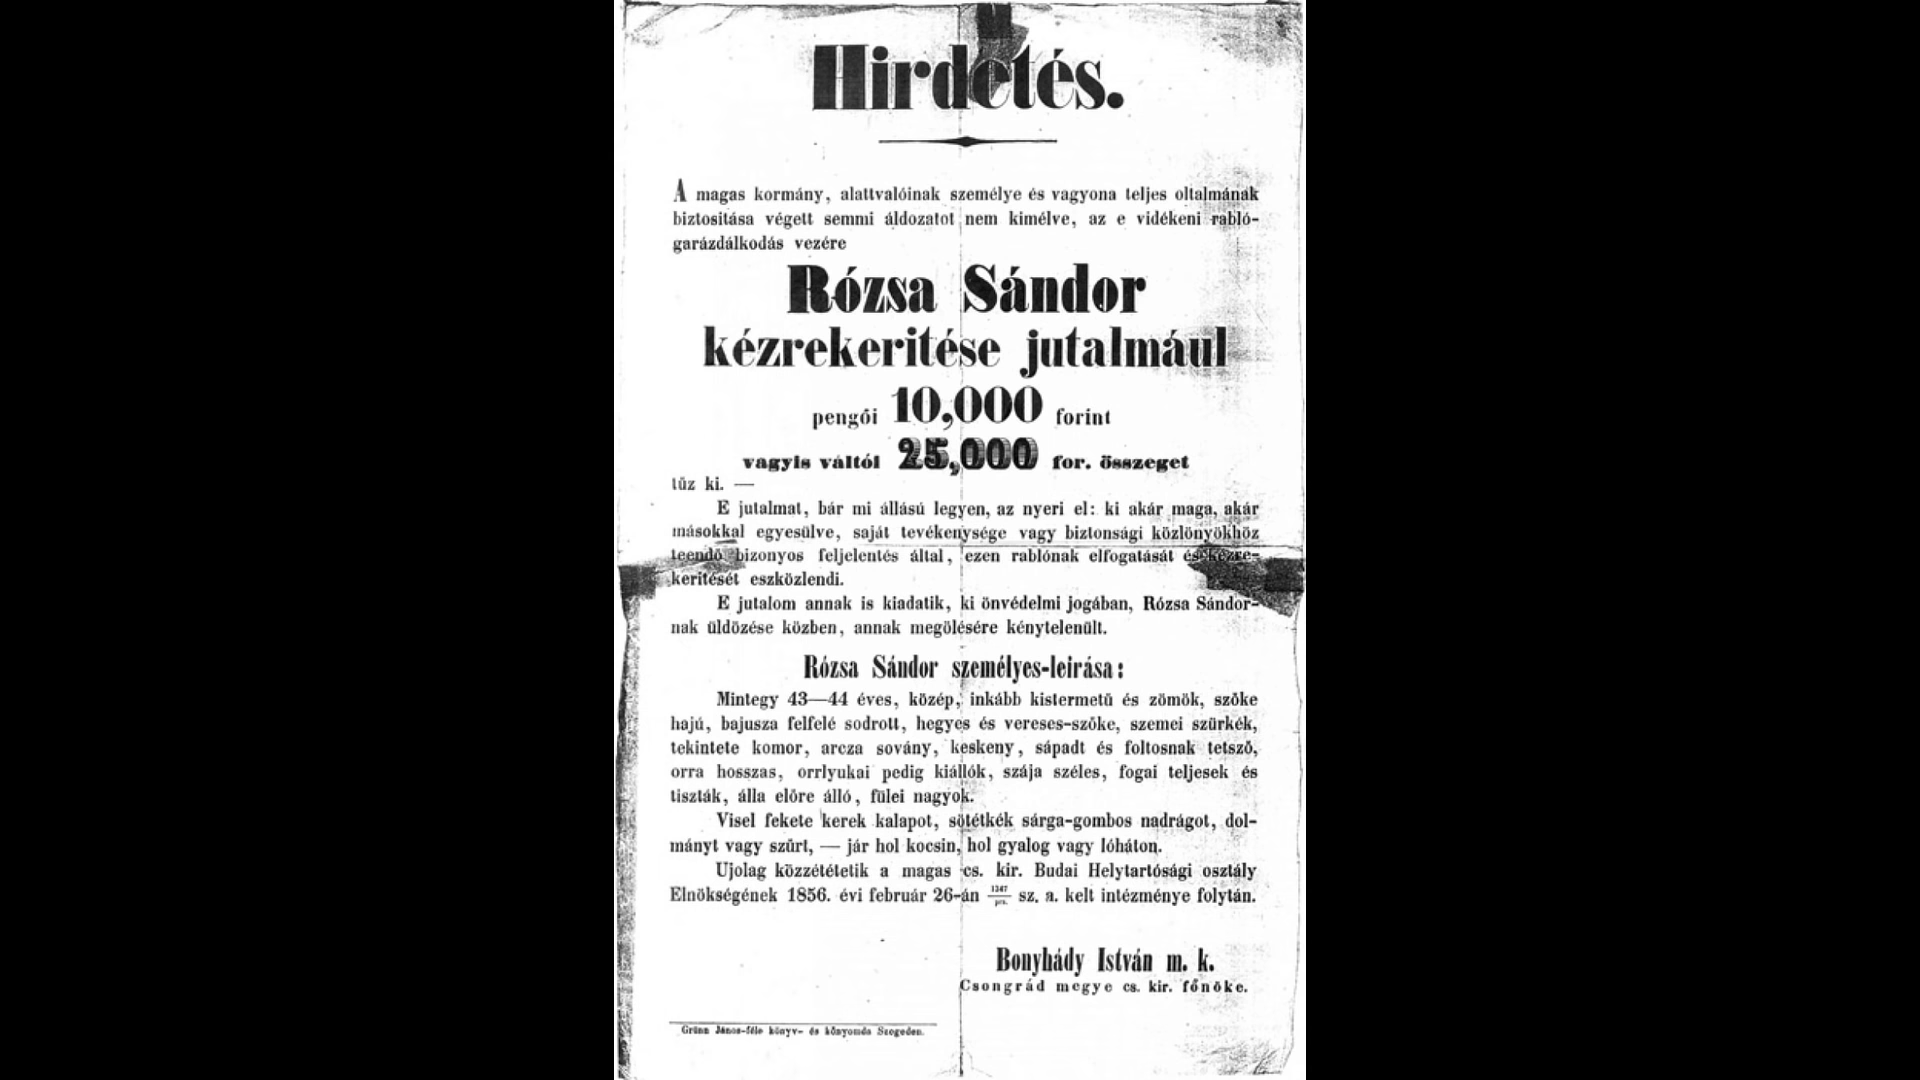 Hirdetés.
A magas kormány, alattvalóinak személye és vagyona teljes oltalmának
biztositása végett semmi áldozatot nem kimélve, az e vidékeni rabló-
garázdálkodás vezére
Rózsa Sándor
kézrekeritése jutalmául
pengői 10,000 forint
vagyis váltói 25,000 for. összeget
tűz ki. —
E jutalmat, bár mi állású legyen, az nyeri el: ki akár maga, akár
másokkal egyesülve, saját tevékenysége vagy biztonsági közlönyökhöz
teendő bizonyos feljelentés által, ezen rablónak elfogatását és kézre-
keritését eszközlendi.
E jutalom annak is kiadatik, ki önvédelmi jogában, Rózsa Sándor-
nak üldözése közben, annak megölésére kénytelenült.
Rózsa Sándor személyes-leirása:
Mintegy 43—44 éves, közép, inkább kistermetű és zömök, szőke
hajú, bajusza felfelé sodrott, hegyes és vereses-szőke, szemei szürkék,
tekintete komor, arcza sovány, keskeny, sápadt és foltosnak tetsző,
orra hosszas, orrlyukai pedig kiállók, szája széles, fogai teljesek és
tiszták, álla előre álló, fülei nagyok.
Visel fekete kerek kalapot, sötétkék sárga-gombos nadrágot, dol-
mányt vagy szűrt, — jár hol kocsin, hol gyalog vagy lóháton.
Ujolag közzététetik a magas cs. kir. Budai Helytartósági osztály
Elnökségének 1856. évi február 26-án 1347/prs. sz. a. kelt intézménye folytán.
Bonyhády István m. k.
Csongrád megye cs. kir. főnöke.
Grünn János-féle könyv- és kőnyomda Szegeden.